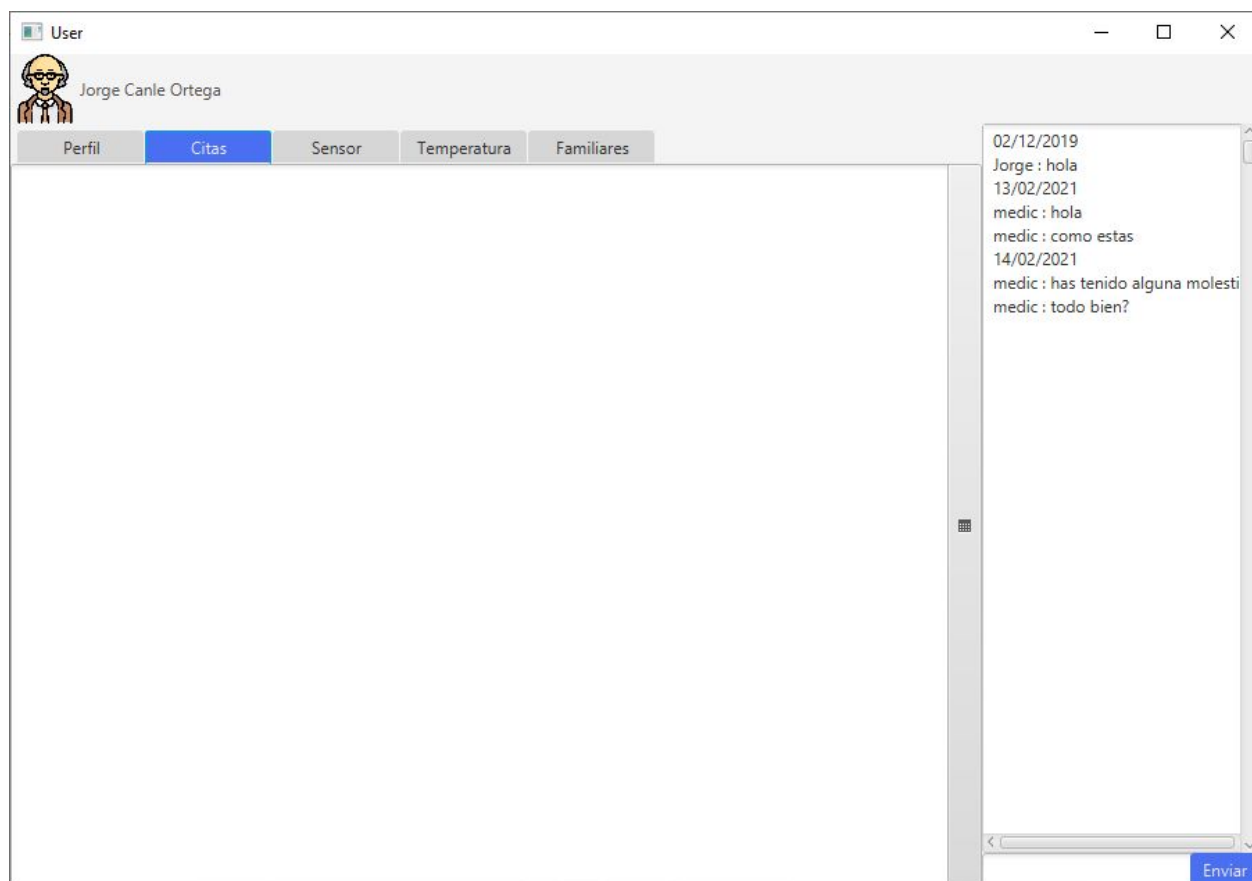 User
Jorge Canle Ortega
Perfil Citas Sensor Temperatura Familiares
02/12/2019
Jorge : hola
13/02/2021
medic : hola
medic : como estas
14/02/2021
medic : has tenido alguna molesti
medic : todo bien?
Enviar